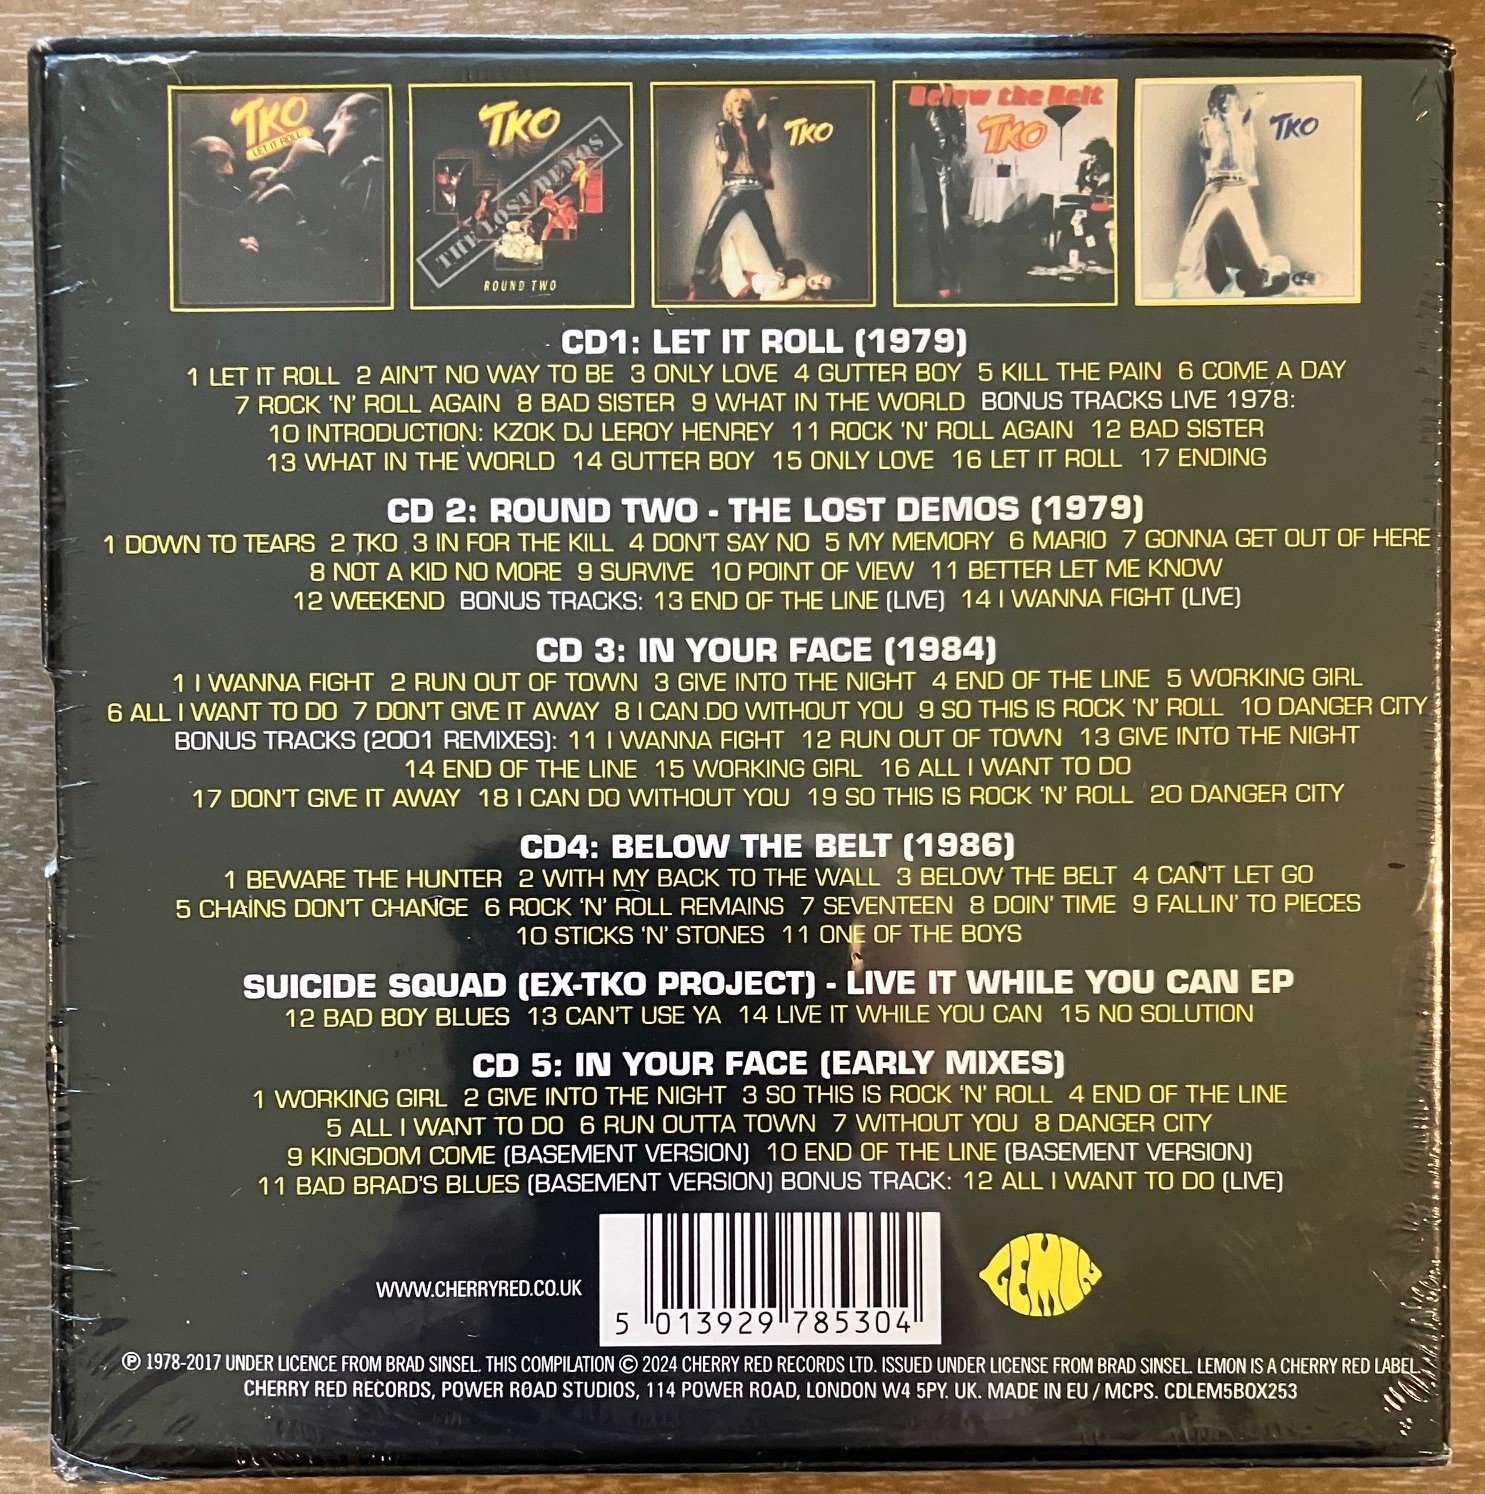 TKO
LET IT ROLL
TKO
THE LOST DEMOS
ROUND TWO
TKO
Below the Belt
TKO
TKO
CD1: LET IT ROLL (1979)
1 LET IT ROLL 2 AIN'T NO WAY TO BE 3 ONLY LOVE 4 GUTTER BOY 5 KILL THE PAIN 6 COME A DAY
7 ROCK 'N' ROLL AGAIN 8 BAD SISTER 9 WHAT IN THE WORLD BONUS TRACKS LIVE 1978:
10 INTRODUCTION: KZOK DJ LEROY HENREY 11 ROCK 'N' ROLL AGAIN 12 BAD SISTER
13 WHAT IN THE WORLD 14 GUTTER BOY 15 ONLY LOVE 16 LET IT ROLL 17 ENDING
CD 2: ROUND TWO - THE LOST DEMOS (1979)
1 DOWN TO TEARS 2 TKO 3 IN FOR THE KILL 4 DON'T SAY NO 5 MY MEMORY 6 MARIO 7 GONNA GET OUT OF HERE
8 NOT A KID NO MORE 9 SURVIVE 10 POINT OF VIEW 11 BETTER LET ME KNOW
12 WEEKEND BONUS TRACKS: 13 END OF THE LINE (LIVE) 14 I WANNA FIGHT (LIVE)
CD 3: IN YOUR FACE (1984)
1 I WANNA FIGHT 2 RUN OUT OF TOWN 3 GIVE INTO THE NIGHT 4 END OF THE LINE 5 WORKING GIRL
6 ALL I WANT TO DO 7 DON'T GIVE IT AWAY 8 I CAN DO WITHOUT YOU 9 SO THIS IS ROCK 'N' ROLL 10 DANGER CITY
BONUS TRACKS (2001 REMIXES): 11 I WANNA FIGHT 12 RUN OUT OF TOWN 13 GIVE INTO THE NIGHT
14 END OF THE LINE 15 WORKING GIRL 16 ALL I WANT TO DO
17 DON'T GIVE IT AWAY 18 I CAN DO WITHOUT YOU 19 SO THIS IS ROCK 'N' ROLL 20 DANGER CITY
CD4: BELOW THE BELT (1986)
1 BEWARE THE HUNTER 2 WITH MY BACK TO THE WALL 3 BELOW THE BELT 4 CAN'T LET GO
5 CHAINS DON'T CHANGE 6 ROCK 'N' ROLL REMAINS 7 SEVENTEEN 8 DOIN' TIME 9 FALLIN' TO PIECES
10 STICKS 'N' STONES 11 ONE OF THE BOYS
SUICIDE SQUAD (EX-TKO PROJECT) - LIVE IT WHILE YOU CAN EP
12 BAD BOY BLUES 13 CAN'T USE YA 14 LIVE IT WHILE YOU CAN 15 NO SOLUTION
CD 5: IN YOUR FACE (EARLY MIXES)
1 WORKING GIRL 2 GIVE INTO THE NIGHT 3 SO THIS IS ROCK 'N' ROLL 4 END OF THE LINE
5 ALL I WANT TO DO 6 RUN OUTTA TOWN 7 WITHOUT YOU 8 DANGER CITY
9 KINGDOM COME (BASEMENT VERSION) 10 END OF THE LINE (BASEMENT VERSION)
11 BAD BRAD'S BLUES (BASEMENT VERSION) BONUS TRACK: 12 ALL I WANT TO DO (LIVE)
WWW.CHERRYRED.CO.UK
5 013929 785304
LEMON
℗ 1978-2017 UNDER LICENCE FROM BRAD SINSEL. THIS COMPILATION © 2024 CHERRY RED RECORDS LTD. ISSUED UNDER LICENSE FROM BRAD SINSEL. LEMON IS A CHERRY RED LABEL.
CHERRY RED RECORDS, POWER ROAD STUDIOS, 114 POWER ROAD, LONDON W4 5PY. UK. MADE IN EU / MCPS. CDLEM5BOX253